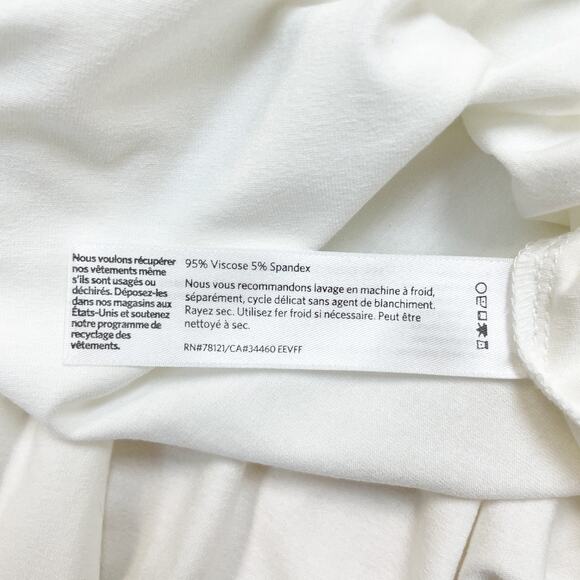 Nous voulons récupérer
nos vêtements même
s'ils sont usagés ou
déchirés. Déposez-les
dans nos magasins aux
États-Unis et soutenez
notre programme de
recyclage des
vêtements.
95% Viscose 5% Spandex
Nous vous recommandons lavage en machine à froid,
séparément, cycle délicat sans agent de blanchiment.
Rayez sec. Utilisez fer froid si nécessaire. Peut être
nettoyé à sec.
RN#78121/CA#34460 EEVFF